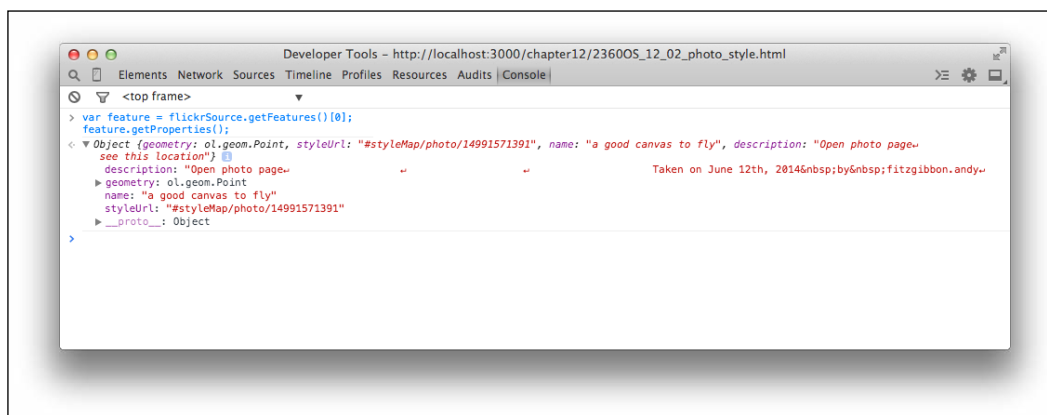 Developer Tools - http://localhost:3000/chapter12/2360OS_12_02_photo_style.html
Elements Network Sources Timeline Profiles Resources Audits Console
<top frame> ▼
> var feature = flickrSource.getFeatures()[0];
feature.getProperties();
Object {geometry: ol.geom.Point, styleUrl: "#styleMap/photo/14991571391", name: "a good canvas to fly", description: "Open photo page↵
see this location"}
description: "Open photo page↵ ↵ ↵ Taken on June 12th, 2014&nbsp;by&nbsp;fitzgibbon.andy↵
geometry: ol.geom.Point
name: "a good canvas to fly"
styleUrl: "#styleMap/photo/14991571391"
__proto__: Object
>